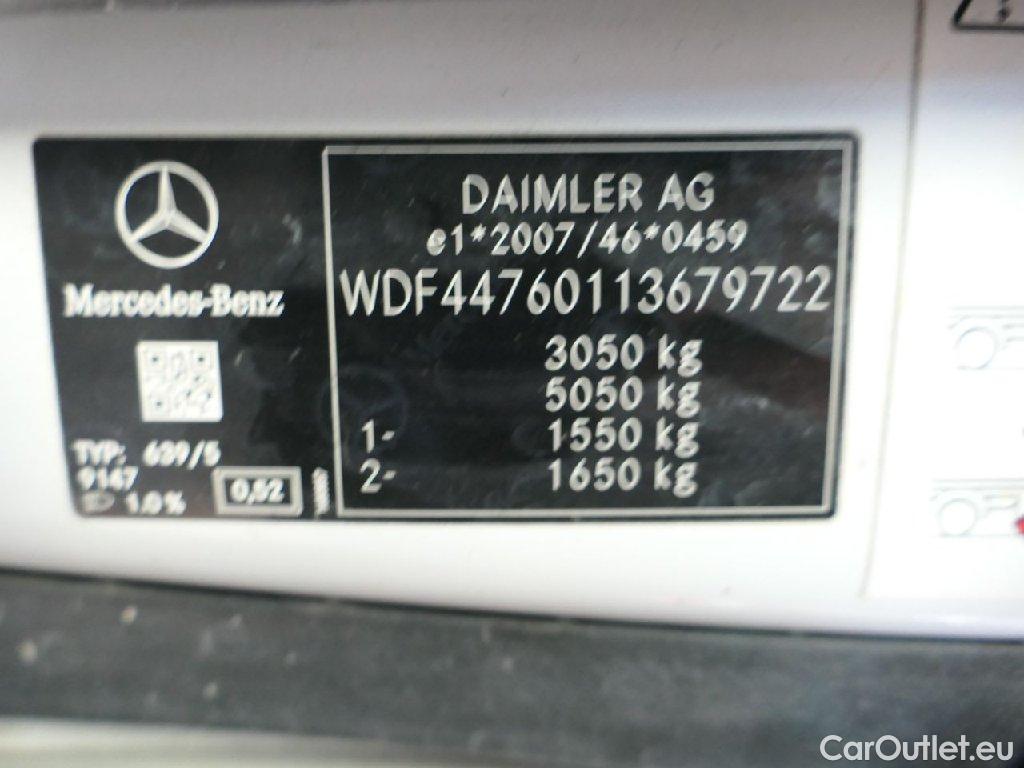 Mercedes-Benz
TYP: 639/5
9147
1.0 %
0,52
DAIMLER AG
e1*2007/46*0459
WDF44760113679722
3050 kg
5050 kg
1- 1550 kg
2- 1650 kg
CarOutlet.eu